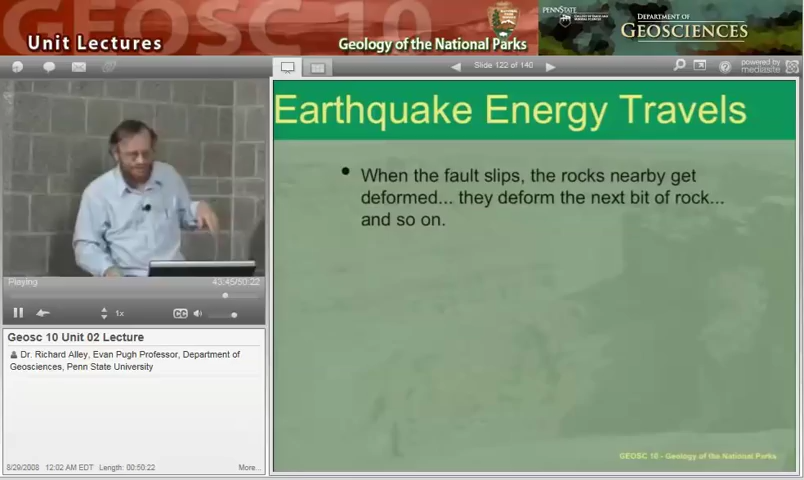 GEOSC 10
Unit Lectures
Geology of the National Parks
PENNSTATE
DEPARTMENT OF
GEOSCIENCES
Slide 122 of 140
powered by
mediasite
Earthquake Energy Travels
• When the fault slips, the rocks nearby get
deformed... they deform the next bit of rock...
and so on.
GEOSC 10 - Geology of the National Parks
Playing
43:45/50:22
1x
CC
Geosc 10 Unit 02 Lecture
Dr. Richard Alley, Evan Pugh Professor, Department of
Geosciences, Penn State University
8/29/2008 12:02 AM EDT Length: 00:50:22
More...